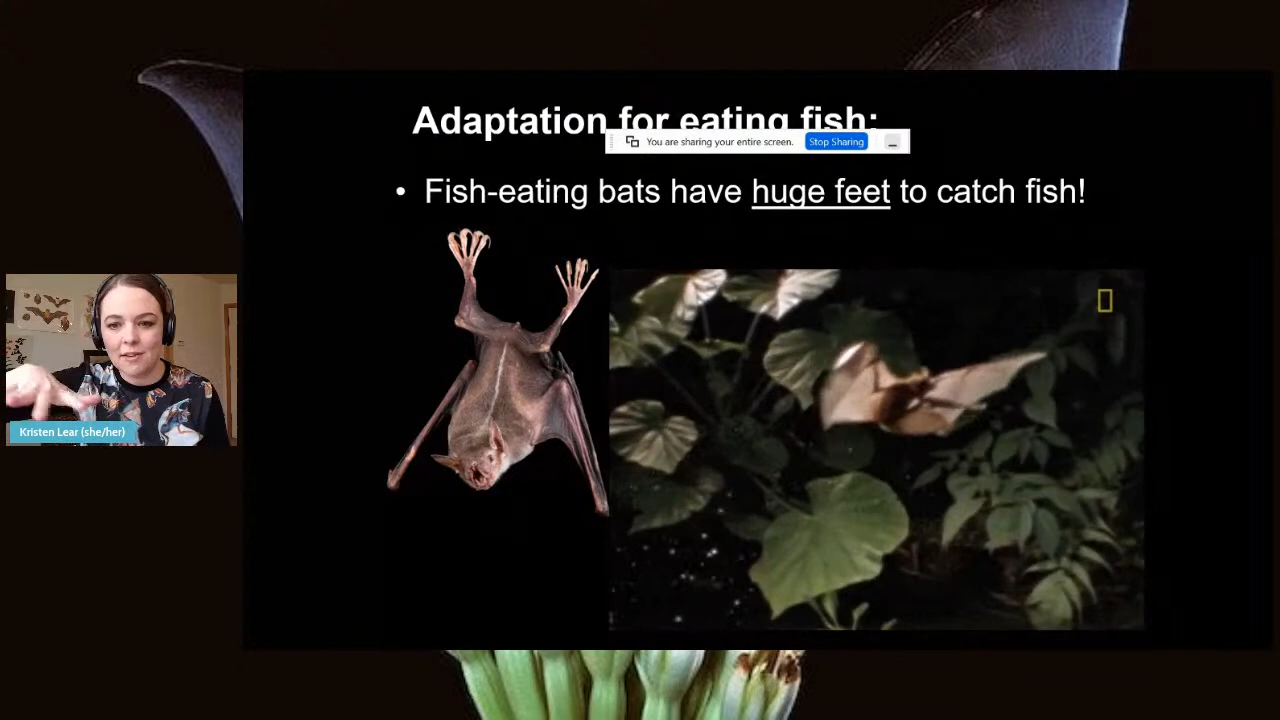 Adaptation for eating fish:
You are sharing your entire screen. Stop Sharing
• Fish-eating bats have huge feet to catch fish!
Kristen Lear (she/her)